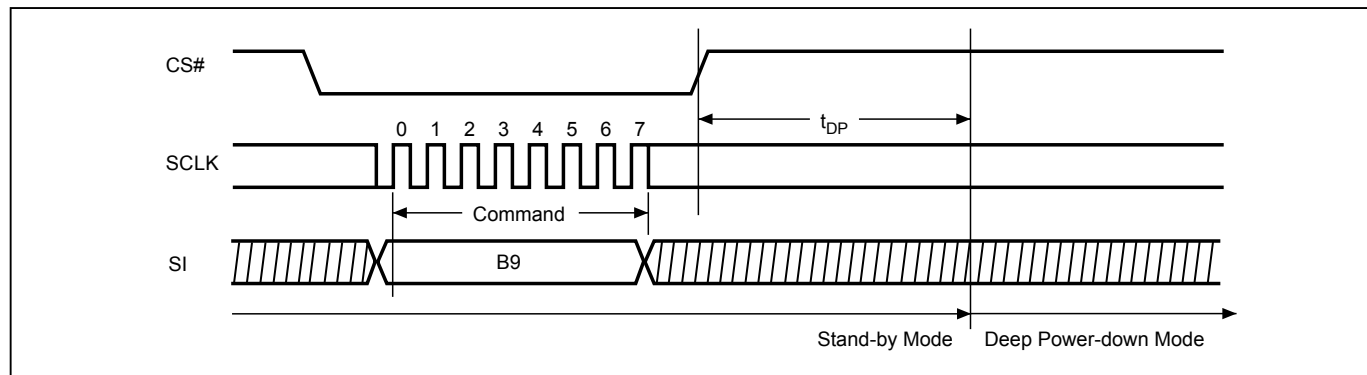 CS#
t_DP
0 1 2 3 4 5 6 7
SCLK
Command
SI
B9
Stand-by Mode
Deep Power-down Mode